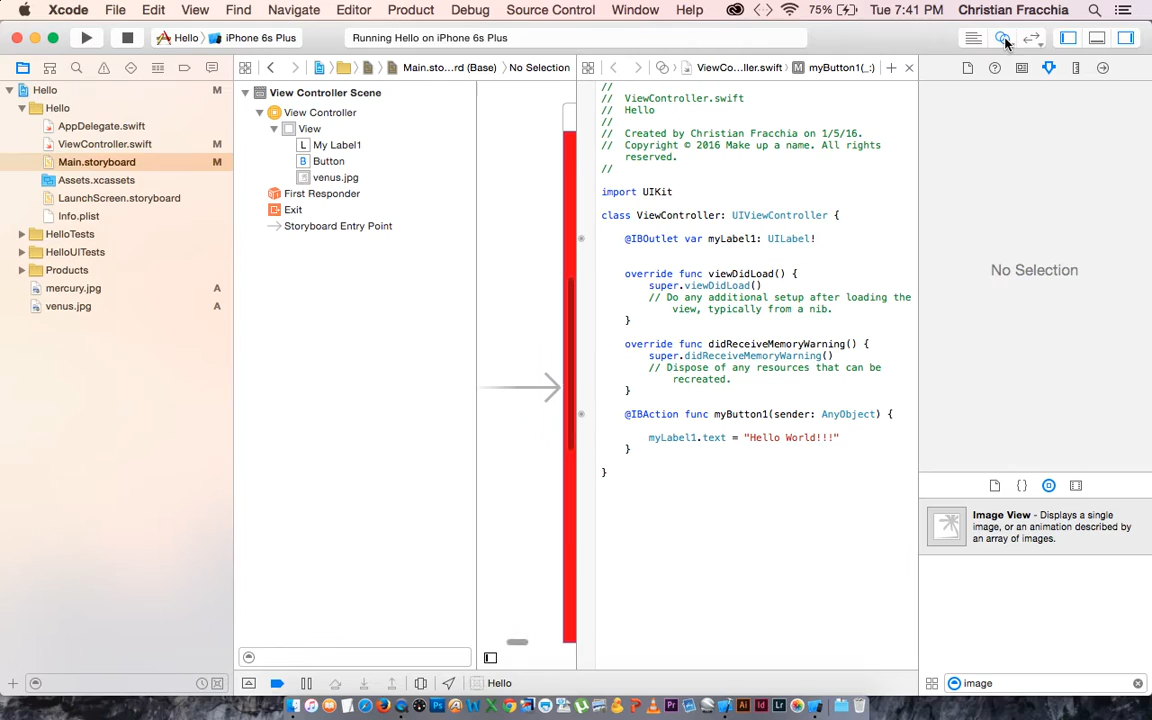 Xcode File Edit View Find Navigate Editor Product Debug Source Control Window Help 75% Tue 7:41 PM Christian Fracchia
Hello iPhone 6s Plus Running Hello on iPhone 6s Plus
Main.sto...rd (Base) No Selection ViewCo...ller.swift M myButton1(_:)
Hello M
Hello
AppDelegate.swift
ViewController.swift M
Main.storyboard M
Assets.xcassets
LaunchScreen.storyboard
Info.plist
HelloTests
HelloUITests
Products
mercury.jpg A
venus.jpg A
View Controller Scene
View Controller
View
L My Label1
B Button
venus.jpg
First Responder
Exit
Storyboard Entry Point
//
// ViewController.swift
// Hello
//
// Created by Christian Fracchia on 1/5/16.
// Copyright © 2016 Make up a name. All rights
reserved.
//
import UIKit
class ViewController: UIViewController {
@IBOutlet var myLabel1: UILabel!
override func viewDidLoad() {
super.viewDidLoad()
// Do any additional setup after loading the
view, typically from a nib.
}
override func didReceiveMemoryWarning() {
super.didReceiveMemoryWarning()
// Dispose of any resources that can be
recreated.
}
@IBAction func myButton1(sender: AnyObject) {
myLabel1.text = "Hello World!!!"
}
}
No Selection
Image View - Displays a single
image, or an animation described by
an array of images.
Hello
image